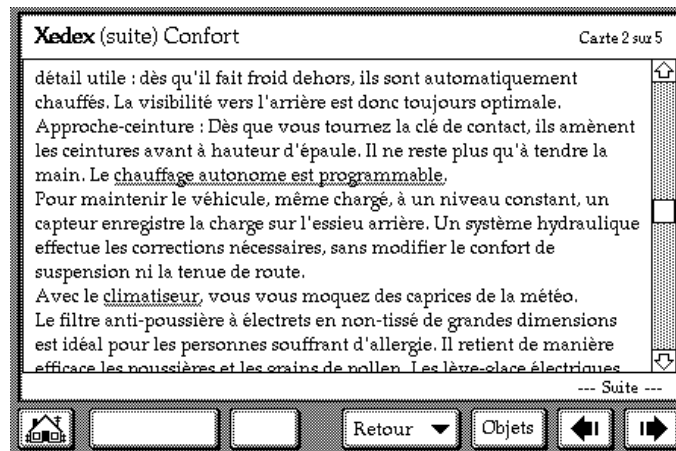 Xedex (suite) Confort
Carte 2 sur 5
détail utile : dès qu'il fait froid dehors, ils sont automatiquement
chauffés. La visibilité vers l'arrière est donc toujours optimale.
Approche-ceinture : Dès que vous tournez la clé de contact, ils amènent
les ceintures avant à hauteur d'épaule. Il ne reste plus qu'à tendre la
main. Le chauffage autonome est programmable.
Pour maintenir le véhicule, même chargé, à un niveau constant, un
capteur enregistre la charge sur l'essieu arrière. Un système hydraulique
effectue les corrections nécessaires, sans modifier le confort de
suspension ni la tenue de route.
Avec le climatiseur, vous vous moquez des caprices de la météo.
Le filtre anti-poussière à électrets en non-tissé de grandes dimensions
est idéal pour les personnes souffrant d'allergie. Il retient de manière
efficace les poussières et les grains de pollen. Les lève-glace électriques
--- Suite ---
Retour
Objets